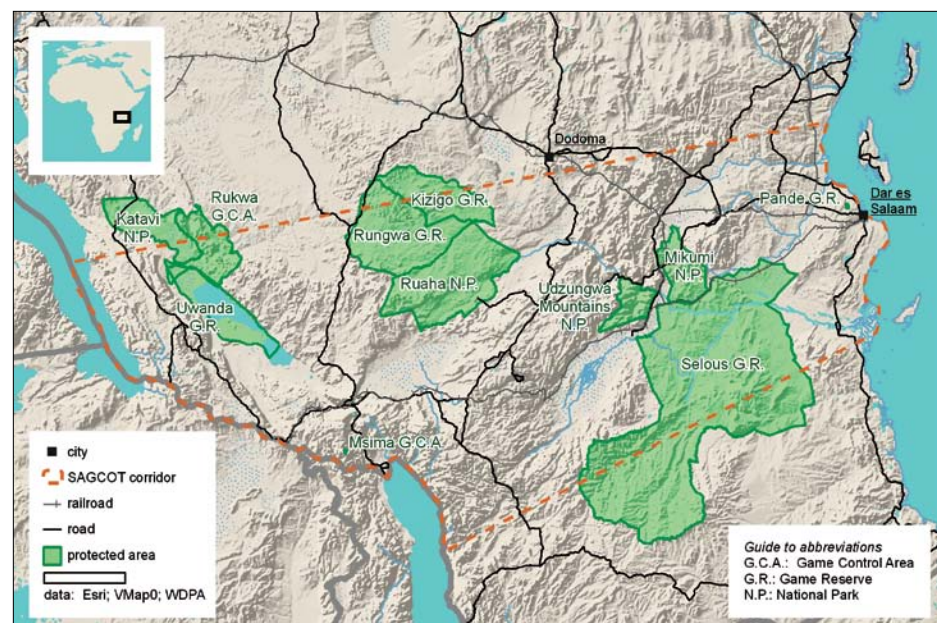 Dodoma
Kizigo G.R.
Rukwa
G.C.A.
Katavi
N.P.
Rungwa G.R.
Ruaha N.P.
Pande G.R.
Dar es
Salaam
Mikumi
N.P.
Udzungwa
Mountains
N.P.
Uwanda
G.R.
Selous G.R.
Msima G.C.A.
city
SAGCOT corridor
railroad
road
protected area
data: Esri; VMap0; WDPA
Guide to abbreviations
G.C.A.: Game Control Area
G.R.: Game Reserve
N.P.: National Park